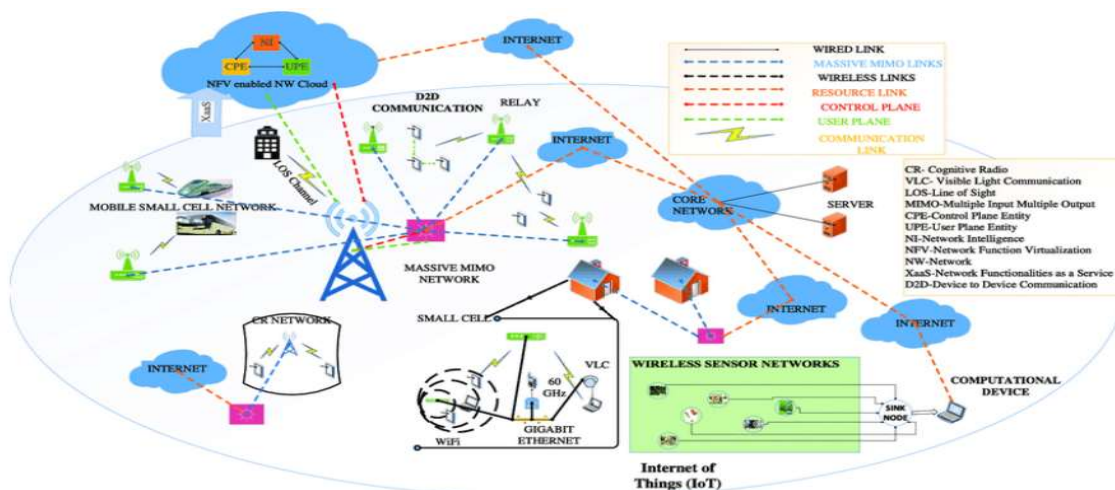 NI
CPE
UPE
NFV enabled NW Cloud
XaaS
INTERNET
D2D
COMMUNICATION
RELAY
LOS Channel
INTERNET
MOBILE SMALL CELL NETWORK
MASSIVE MIMO
NETWORK
CORE
NETWORK
SERVER
WIRED LINK
MASSIVE MIMO LINKS
WIRELESS LINKS
RESOURCE LINK
CONTROL PLANE
USER PLANE
COMMUNICATION
LINK
CR- Cognitive Radio
VLC- Visible Light Communication
LOS-Line of Sight
MIMO-Multiple Input Multiple Output
CPE-Control Plane Entity
UPE-User Plane Entity
NI-Network Intelligence
NFV-Network Function Virtualization
NW-Network
XaaS-Network Functionalities as a Service
D2D-Device to Device Communication
INTERNET
INTERNET
SMALL CELL
CR NETWORK
INTERNET
VLC
60
GHz
WiFi
GIGABIT
ETHERNET
WIRELESS SENSOR NETWORKS
SINK
NODE
COMPUTATIONAL
DEVICE
Internet of
Things (IoT)